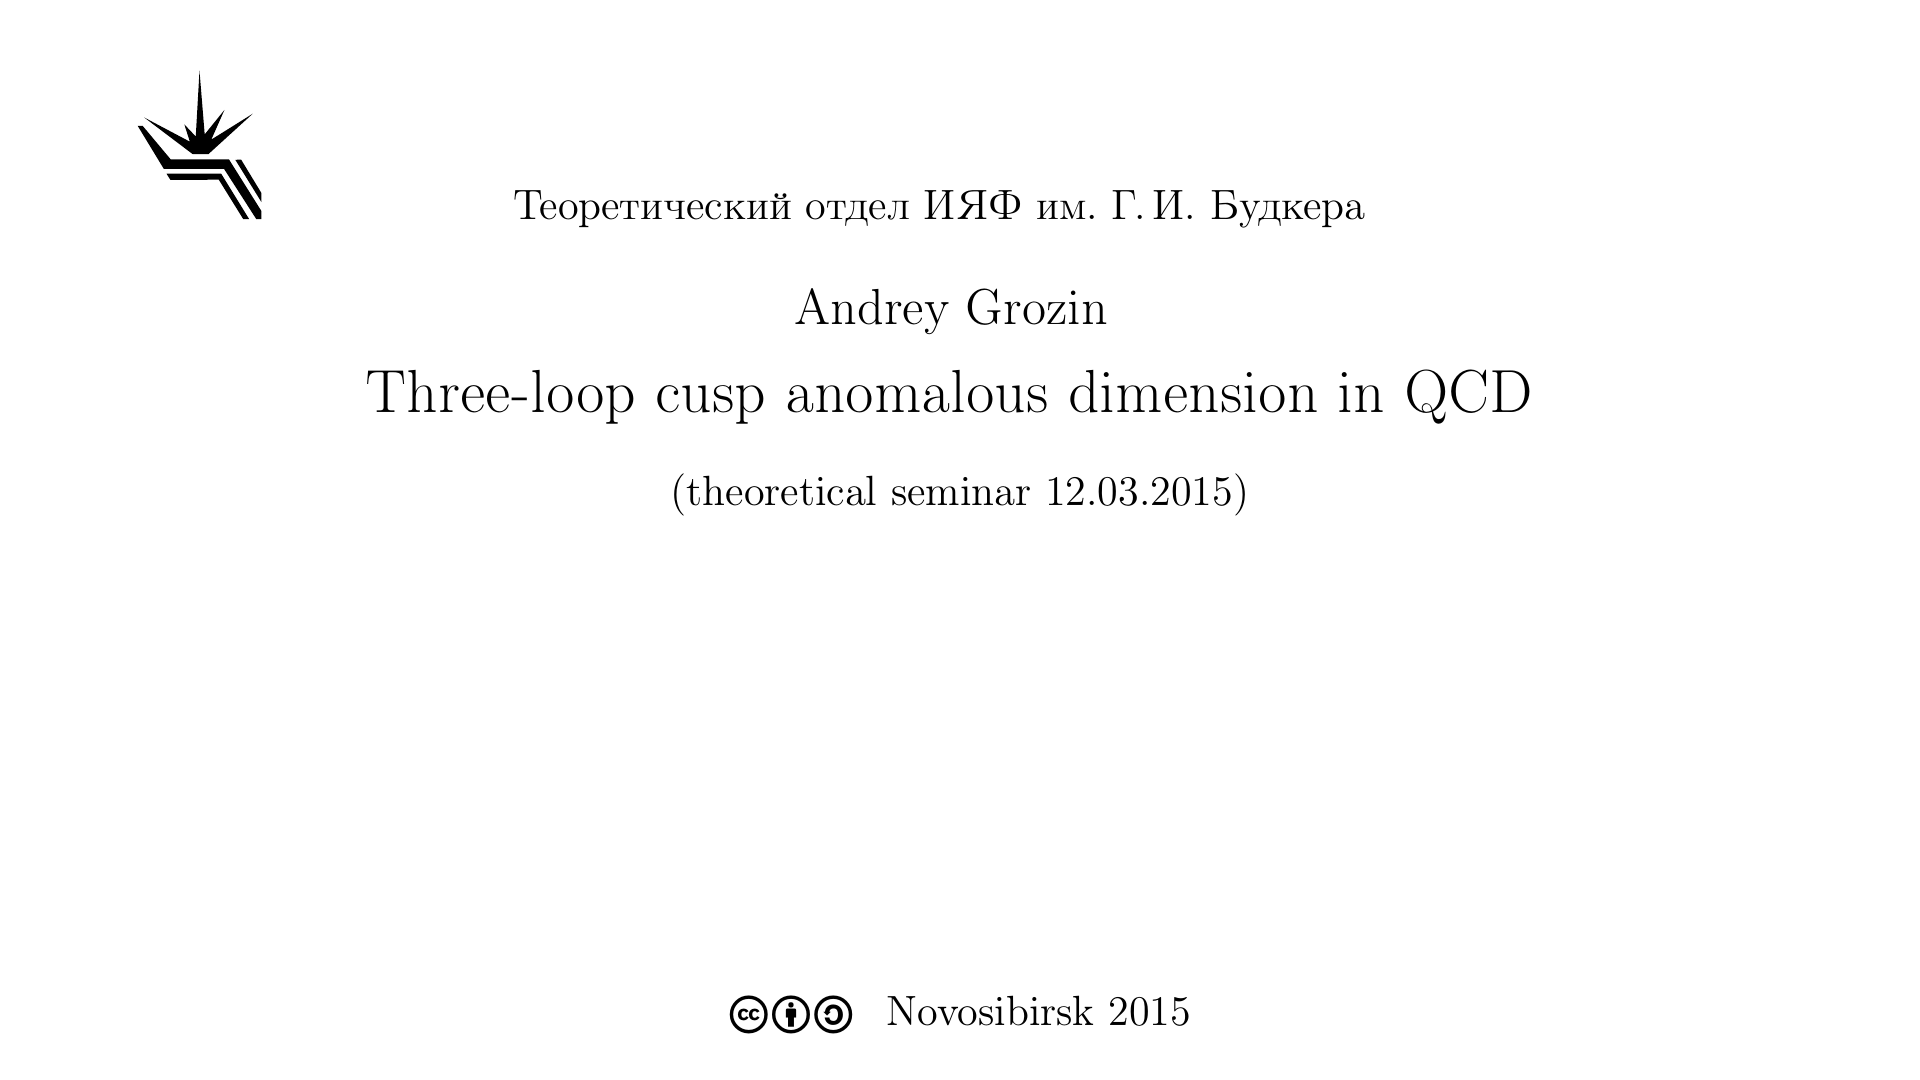 Теоретический отдел ИЯФ им. Г. И. Будкера
Andrey Grozin
Three-loop cusp anomalous dimension in QCD
(theoretical seminar 12.03.2015)
cc Novosibirsk 2015